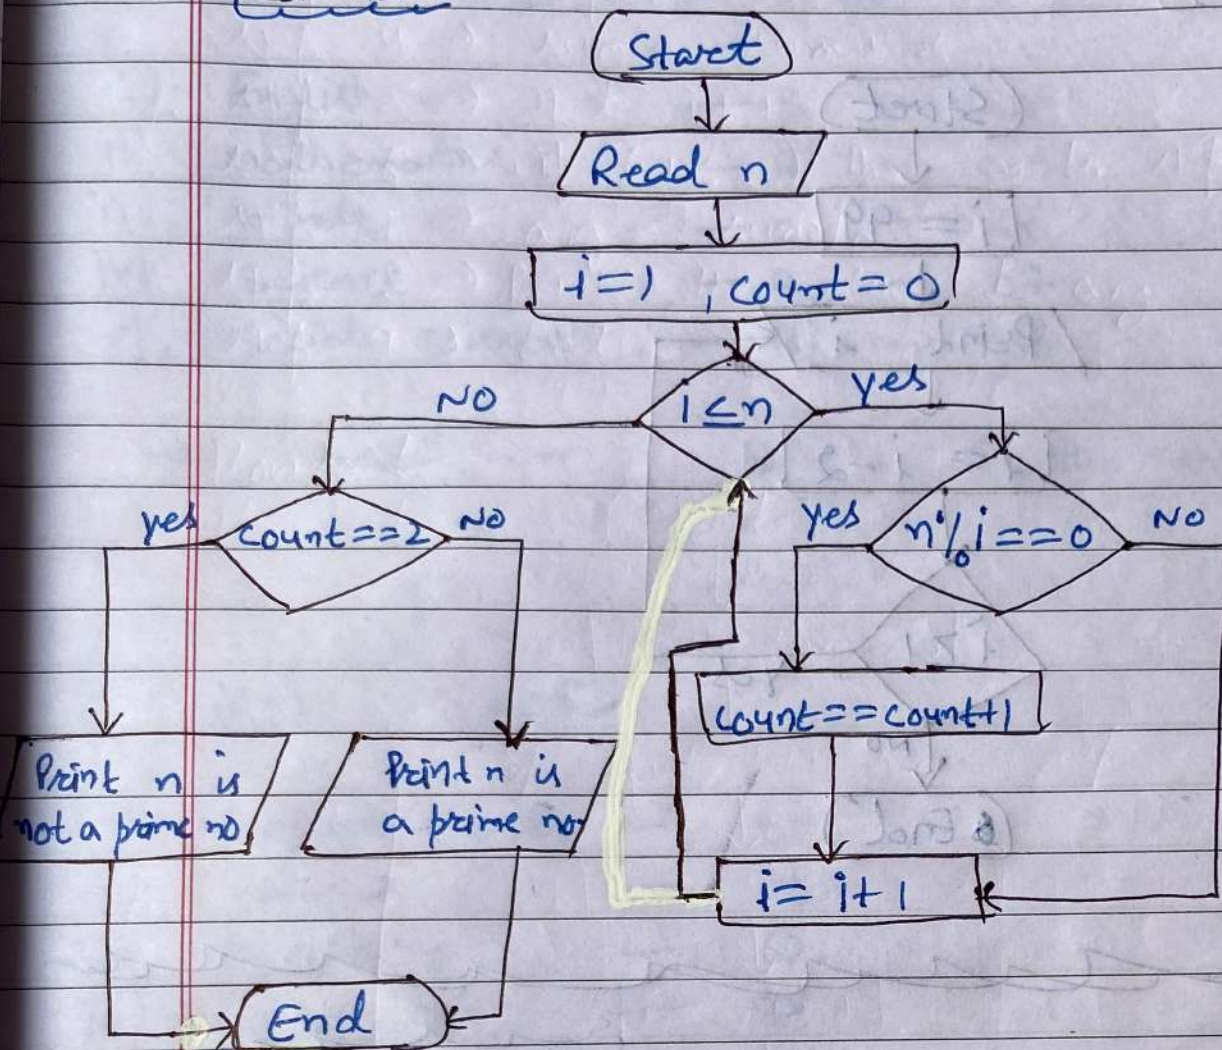 Start
Read n
i=1 , count=0
i≤n
NO
yes
count==2
yes
NO
n%i==0
yes
NO
count==count+1
Print n is
not a prime no
Print n is
a prime no
i=i+1
End